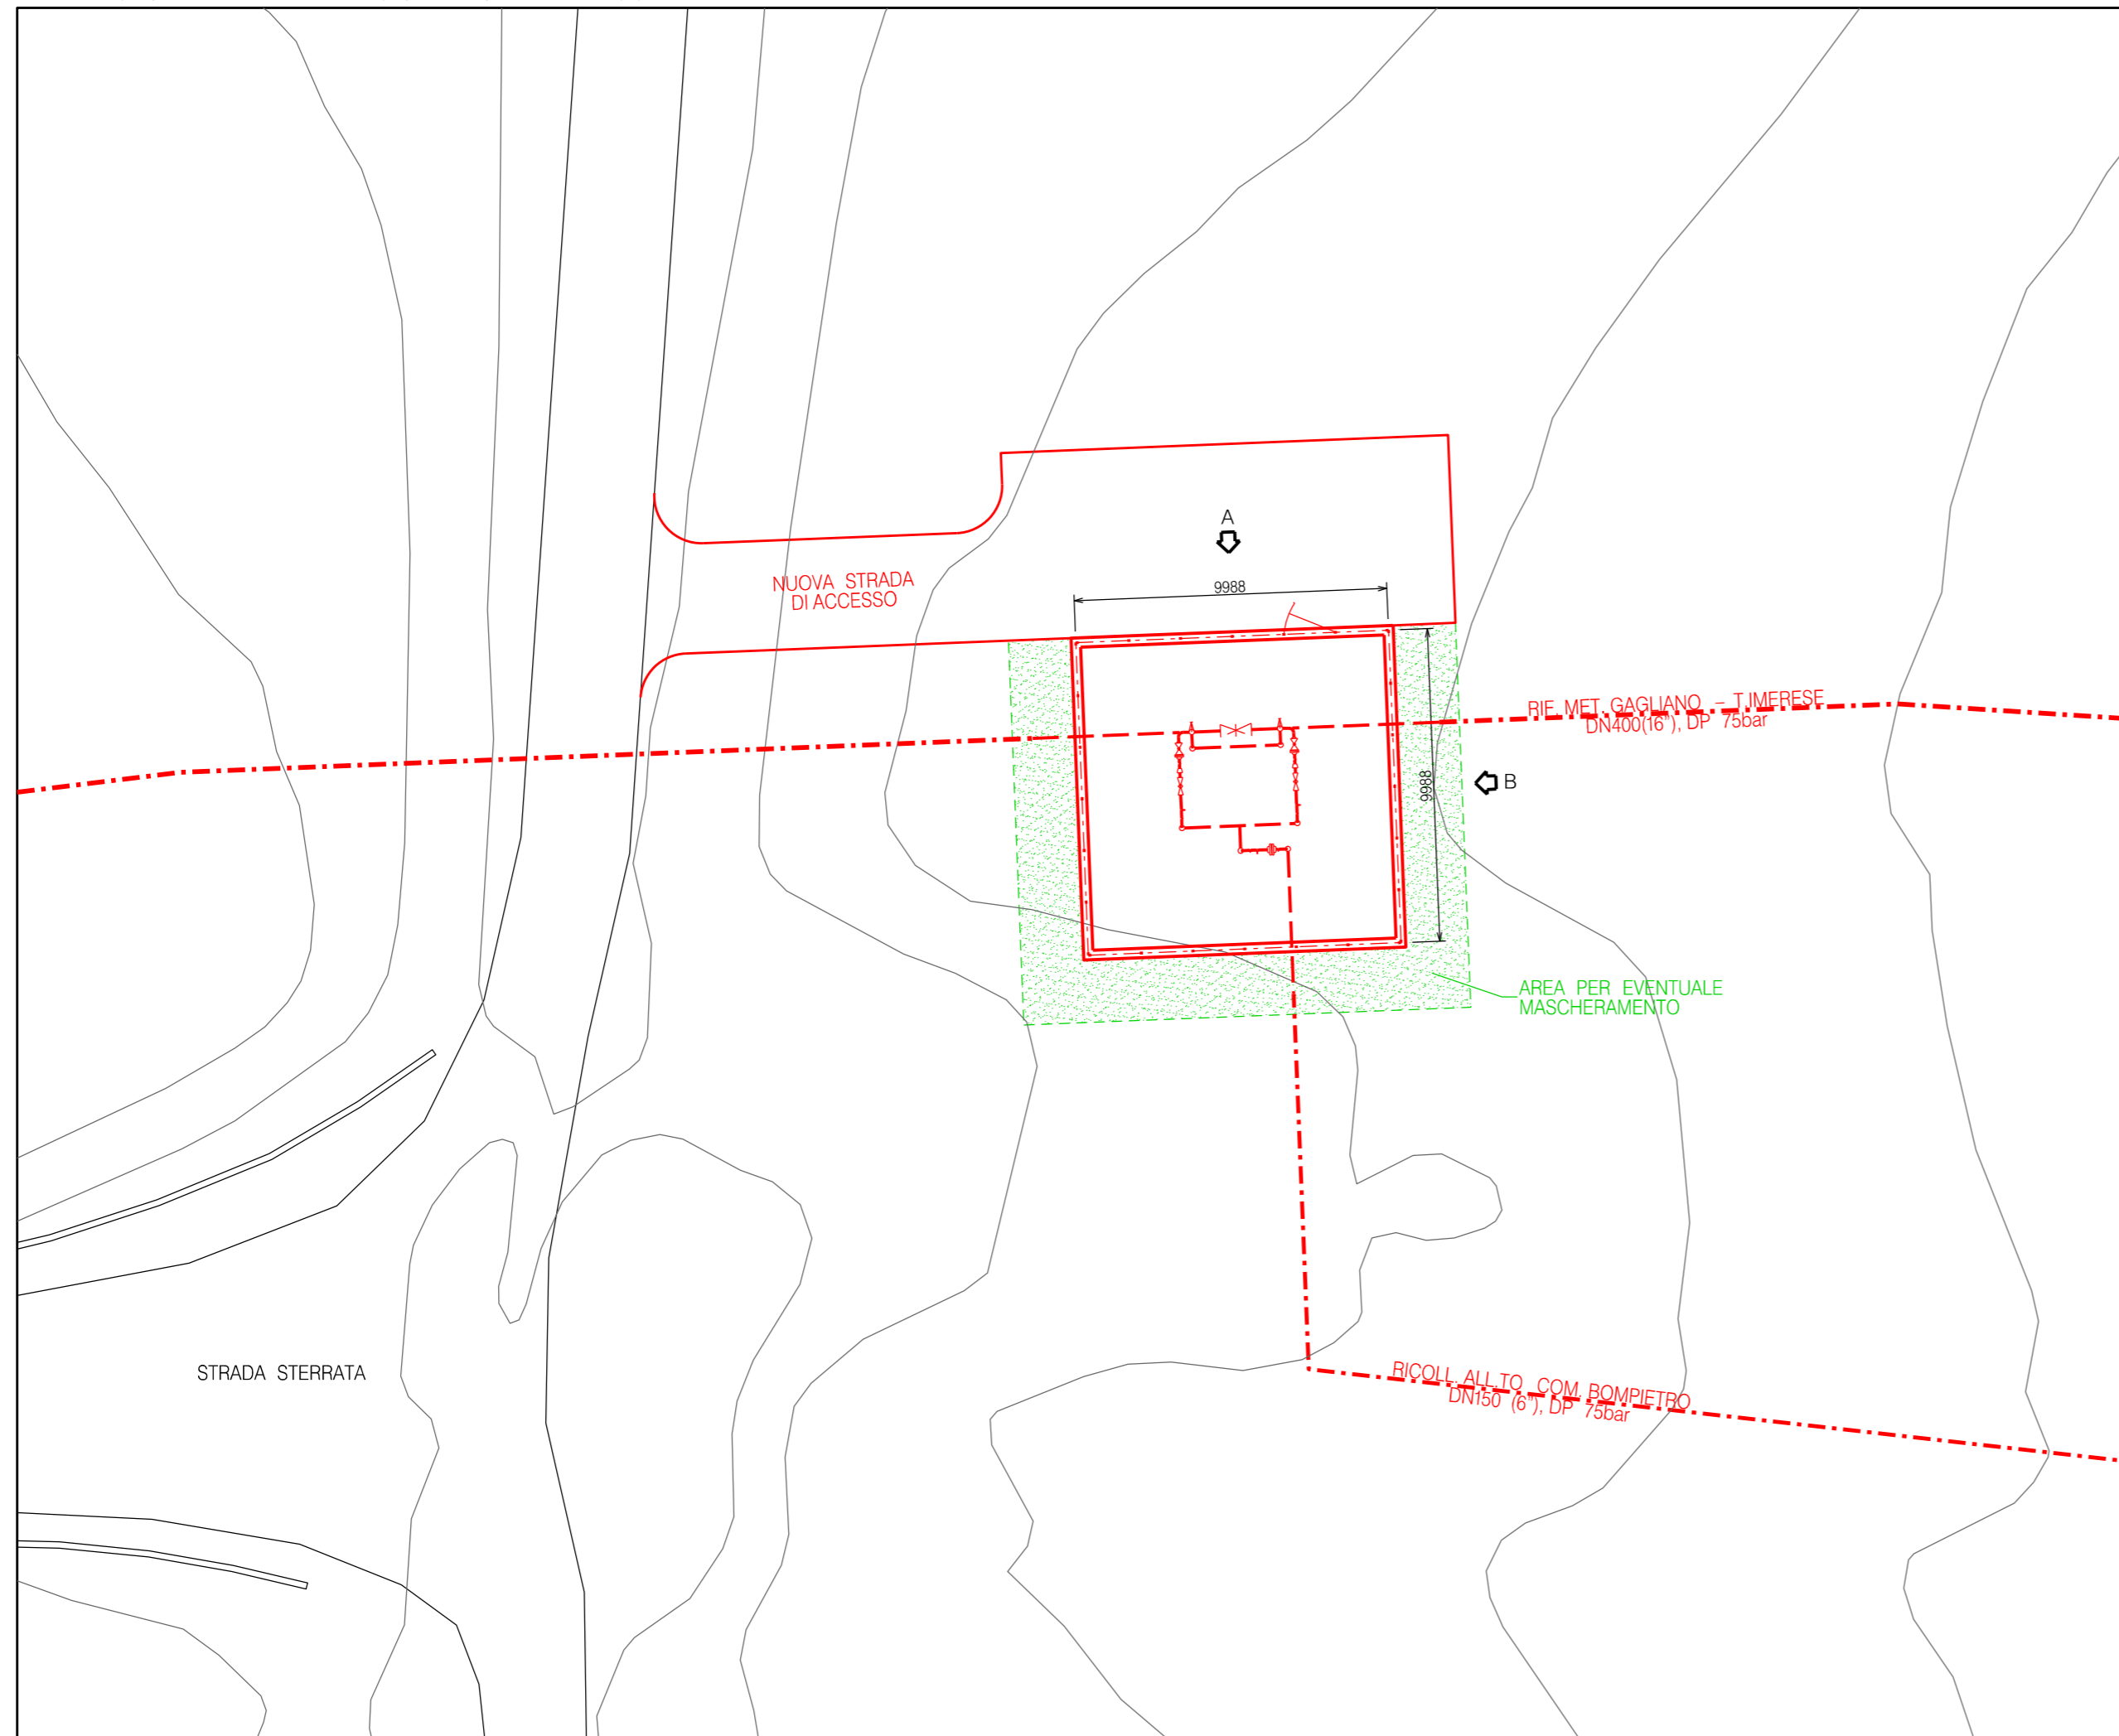 A
9988
NUOVA STRADA
DI ACCESSO
RIF. MET. GAGLIANO – T.IMERESE
DN400(16"), DP 75bar
9988
B
AREA PER EVENTUALE
MASCHERAMENTO
STRADA STERRATA
RICOLL. ALL.TO COM. BOMPIETRO
DN150 (6"), DP 75bar